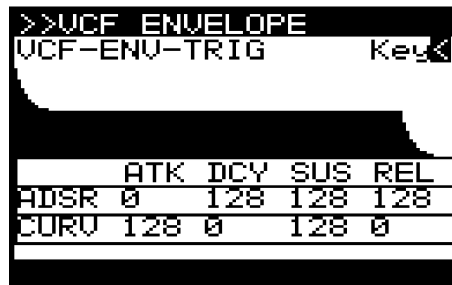 >>VCF ENVELOPE
VCF-ENV-TRIG Key<
ATK DCY SUS REL
ADSR 0 128 128 128
CURV 128 0 128 0